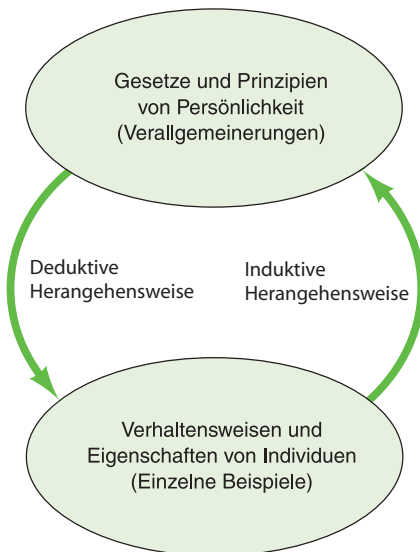 Gesetze und Prinzipien
von Persönlichkeit
(Verallgemeinerungen)
Deduktive
Herangehensweise
Induktive
Herangehensweise
Verhaltensweisen und
Eigenschaften von Individuen
(Einzelne Beispiele)